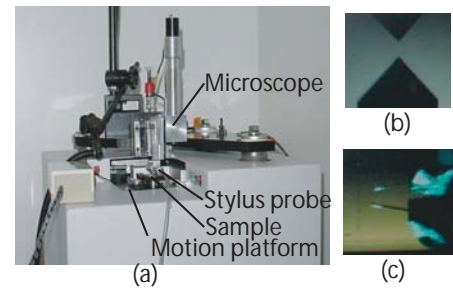 Microscope
Stylus probe
Sample
Motion platform
(a)
(b)
(c)